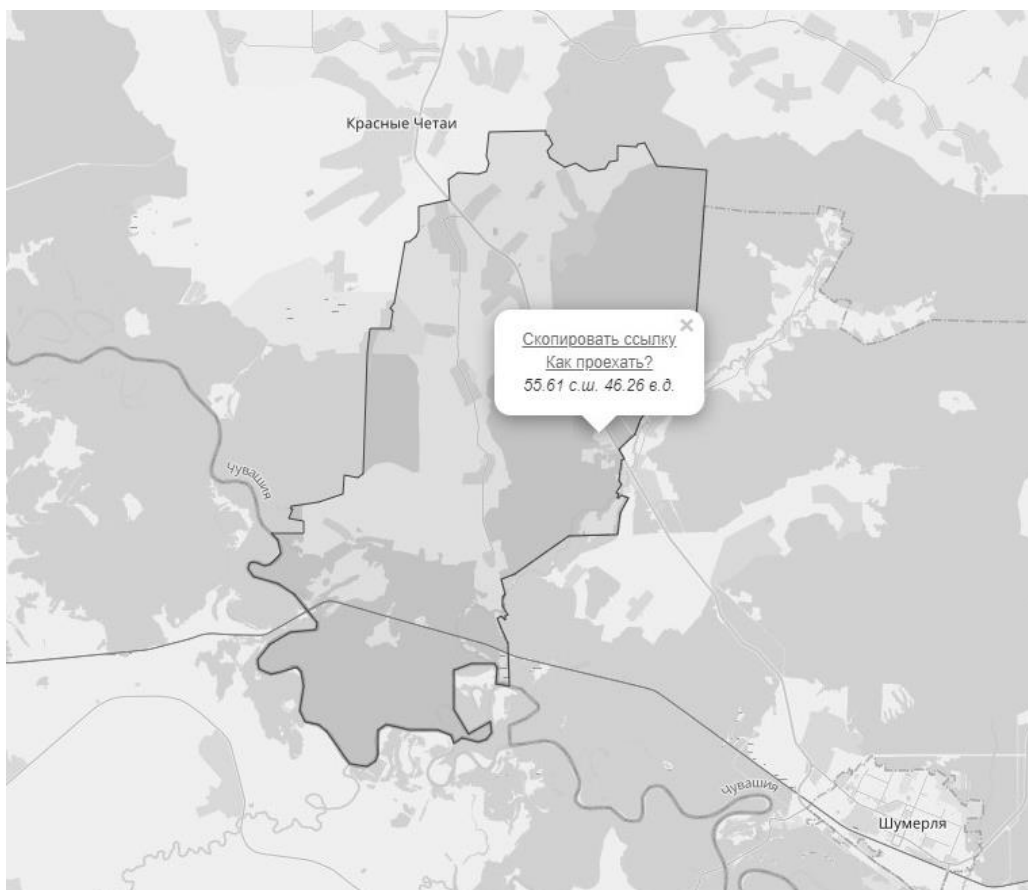 Красные Четаи
×
Скопировать ссылку
Как проехать?
55.61 с.ш. 46.26 в.д.
Чувашия
Чувашия
Шумерля